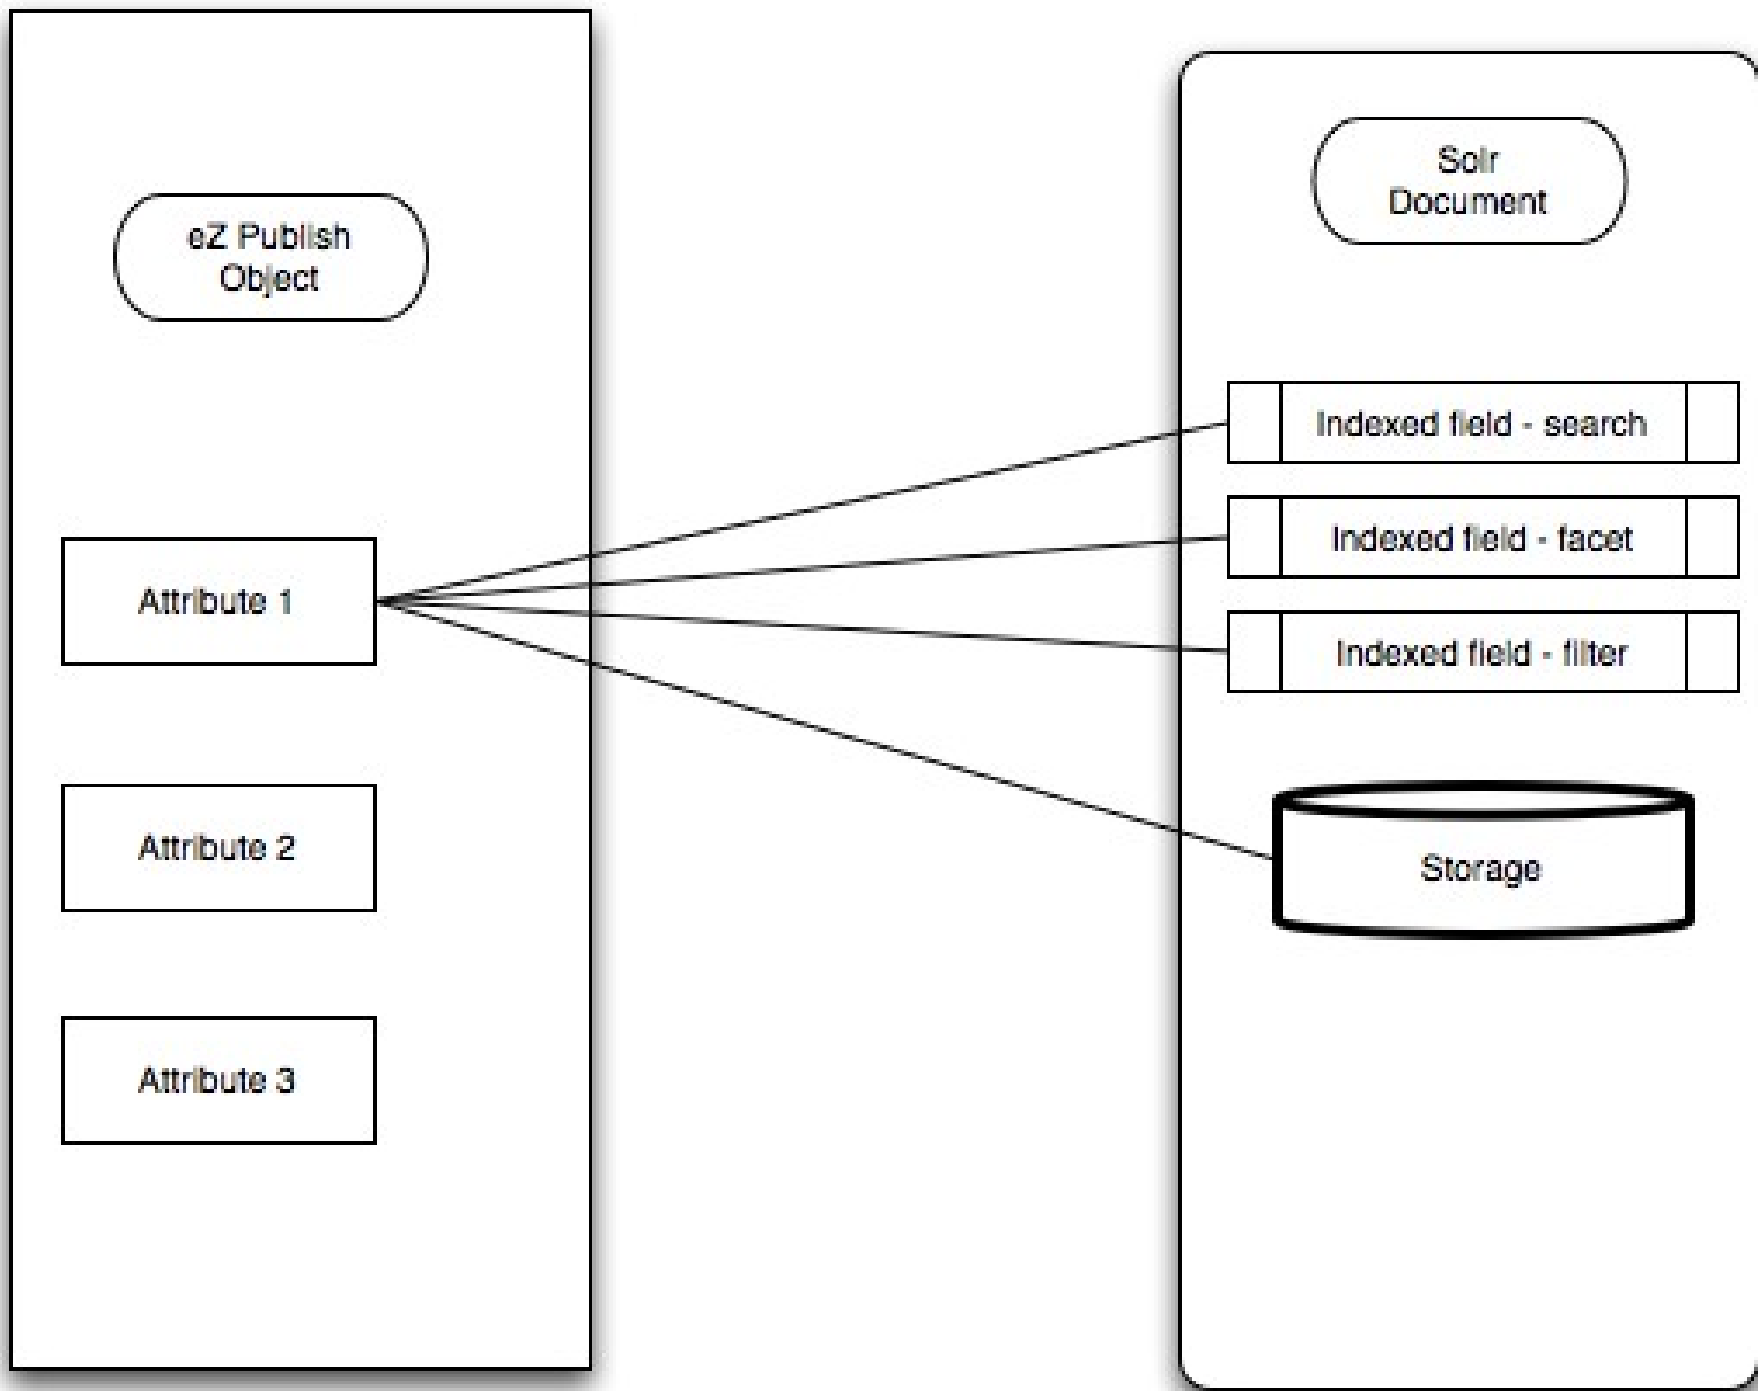 eZ Publish
Object
Attribute 1
Attribute 2
Attribute 3
Solr
Document
Indexed field - search
Indexed field - facet
Indexed field - filter
Storage